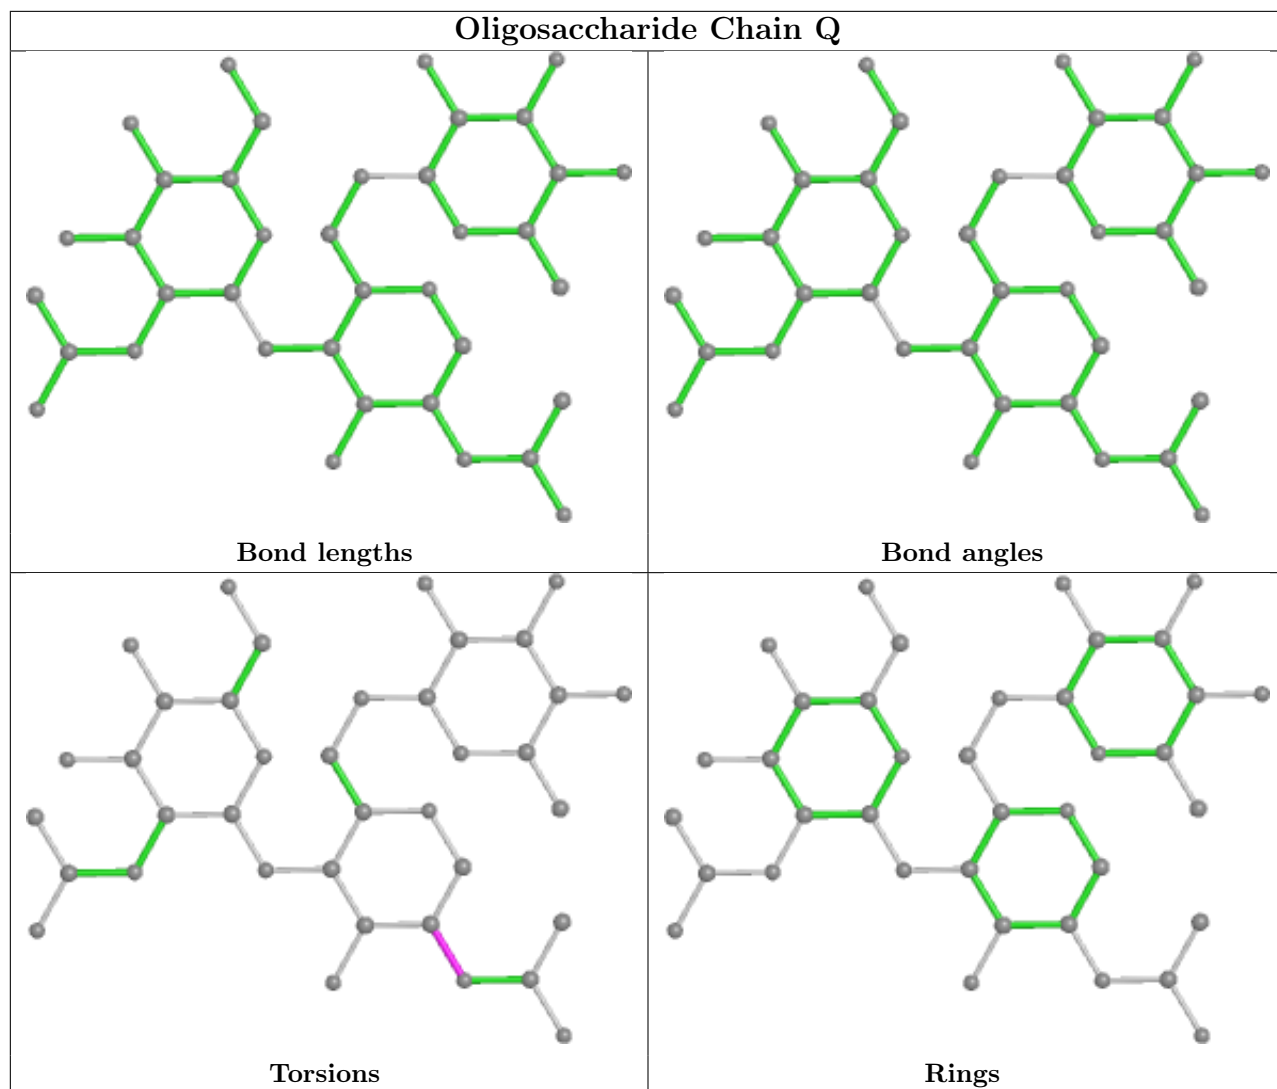 Oligosaccharide Chain Q
Bond lengths
Bond angles
Torsions
Rings